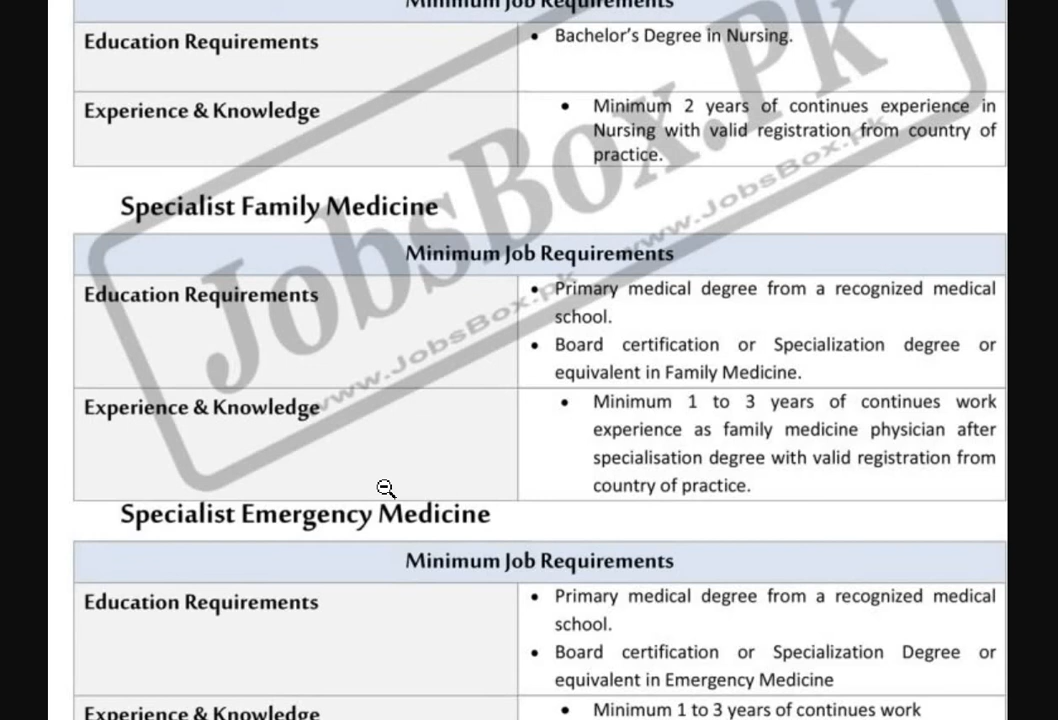 Minimum Job Requirements
Education Requirements
• Bachelor's Degree in Nursing.
Experience & Knowledge
• Minimum 2 years of continues experience in
Nursing with valid registration from country of
practice.
JobsBox.Pk
www.JobsBox.pk
www.JobsBox.pk
Specialist Family Medicine
Minimum Job Requirements
Education Requirements
• Primary medical degree from a recognized medical
school.
• Board certification or Specialization degree or
equivalent in Family Medicine.
Experience & Knowledge
• Minimum 1 to 3 years of continues work
experience as family medicine physician after
specialisation degree with valid registration from
country of practice.
Specialist Emergency Medicine
Minimum Job Requirements
Education Requirements
• Primary medical degree from a recognized medical
school.
• Board certification or Specialization Degree or
equivalent in Emergency Medicine
Experience & Knowledge
• Minimum 1 to 3 years of continues work